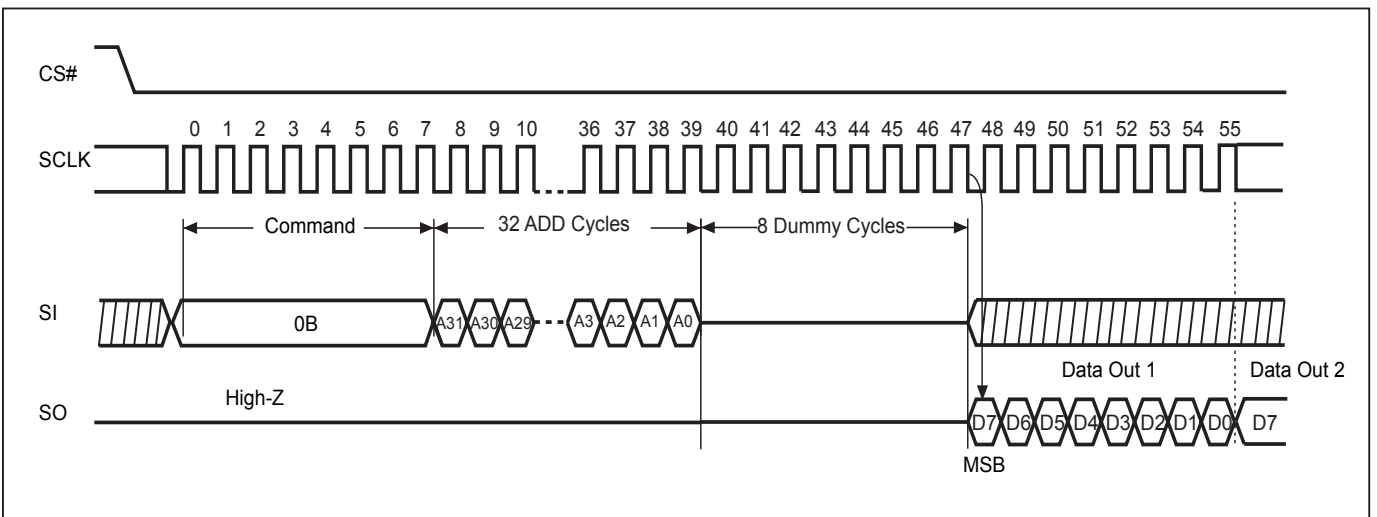 CS#
0 1 2 3 4 5 6 7 8 9 10 36 37 38 39 40 41 42 43 44 45 46 47 48 49 50 51 52 53 54 55
SCLK
Command 32 ADD Cycles 8 Dummy Cycles
SI 0B A31 A30 A29 A3 A2 A1 A0
Data Out 1 Data Out 2
High-Z
SO D7 D6 D5 D4 D3 D2 D1 D0 D7
MSB